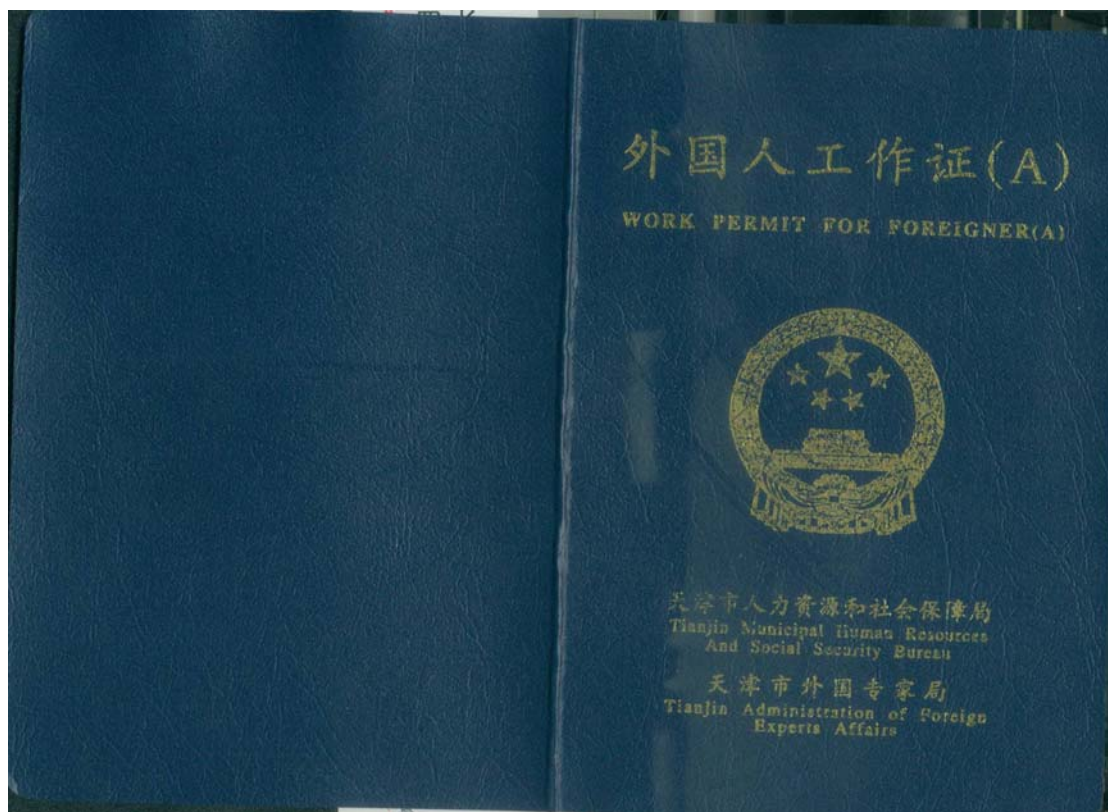 外国人工作证(A)
WORK PERMIT FOR FOREIGNER(A)
天津市人力资源和社会保障局
Tianjin Municipal Human Resources
And Social Security Bureau
天津市外国专家局
Tianjin Administration of Foreign
Experts Affairs